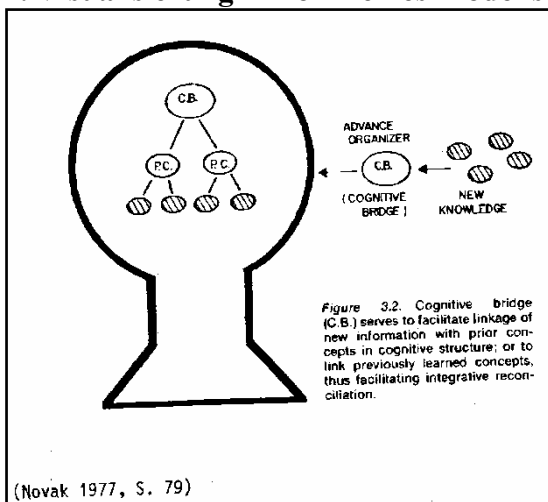 C.B.
P.C.
P.C.
ADVANCE
ORGANIZER
C.B.
(COGNITIVE
BRIDGE)
NEW
KNOWLEDGE
Figure 3.2. Cognitive bridge
(C.B.) serves to facilitate linkage of
new information with prior con-
cepts in cognitive structure; or to
link previously learned concepts,
thus facilitating integrative recon-
ciliation.
(Novak 1977, S. 79)